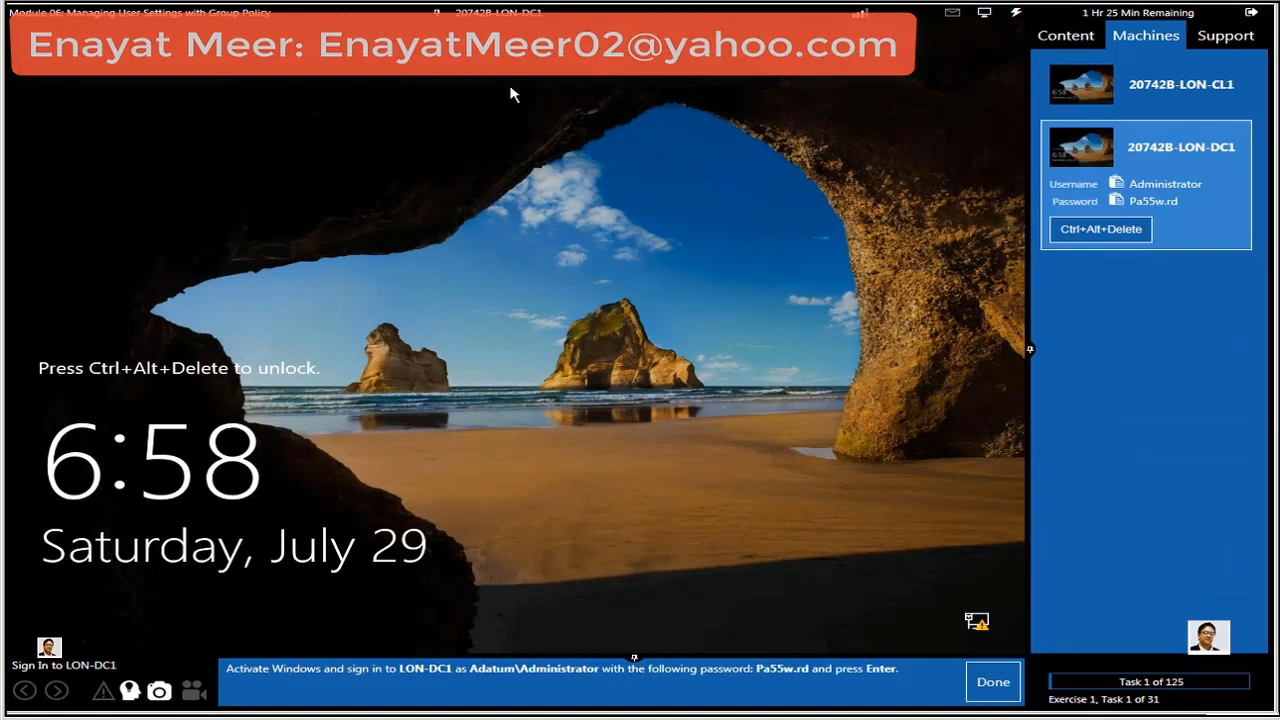 Module 06: Managing User Settings with Group Policy
20742B-LON-DC1
1 Hr 25 Min Remaining
Enayat Meer: EnayatMeer02@yahoo.com
Content
Machines
Support
20742B-LON-CL1
20742B-LON-DC1
Username Administrator
Password Pa55w.rd
Ctrl+Alt+Delete
Press Ctrl+Alt+Delete to unlock.
6:58
Saturday, July 29
Sign In to LON-DC1
Activate Windows and sign in to LON-DC1 as Adatum\Administrator with the following password: Pa55w.rd and press Enter.
Done
Task 1 of 125
Exercise 1, Task 1 of 31